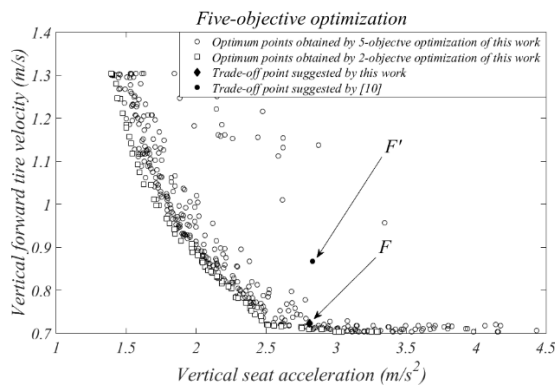 Five-objective optimization
○ Optimum points obtained by 5-objectve optimization of this work
□ Optimum points obtained by 2-objective optimization of this work
◆ Trade-off point suggested by this work
● Trade-off point suggested by [10]
1.4
1.3
1.2
1.1
1
0.9
0.8
0.7
Vertical forward tire velocity (m/s)
F'
F
1 1.5 2 2.5 3 3.5 4 4.5
Vertical seat acceleration (m/s²)